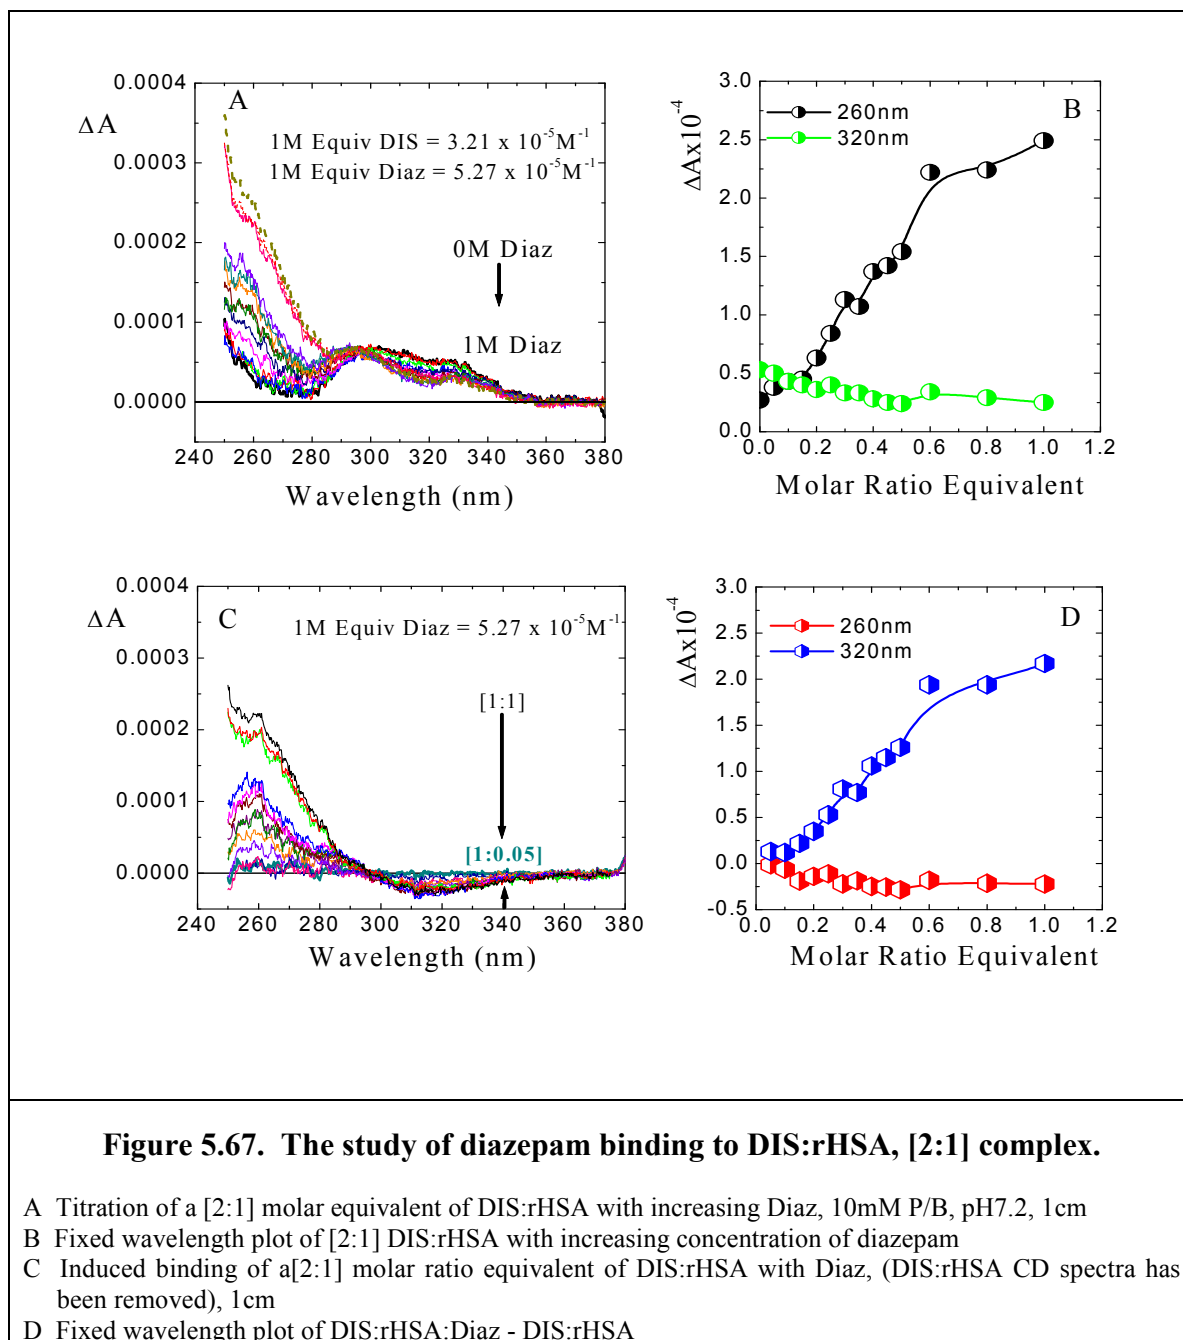 0.0004
A
ΔA
1M Equiv DIS = 3.21 x 10⁻⁵M⁻¹
1M Equiv Diaz = 5.27 x 10⁻⁵M⁻¹
0.0003
0.0002
0M Diaz
0.0001
1M Diaz
0.0000
240 260 280 300 320 340 360 380
Wavelength (nm)
3.0
260nm
B
320nm
2.5
ΔAx10⁻⁴
2.0
1.5
1.0
0.5
0.0
0.0 0.2 0.4 0.6 0.8 1.0 1.2
Molar Ratio Equivalent
0.0004
ΔA
C
1M Equiv Diaz = 5.27 x 10⁻⁵M⁻¹
0.0003
0.0002
[1:1]
0.0001
[1:0.05]
0.0000
240 260 280 300 320 340 360 380
Wavelength (nm)
3.0
D
260nm
320nm
2.5
ΔAx10⁻⁴
2.0
1.5
1.0
0.5
0.0
-0.5
0.0 0.2 0.4 0.6 0.8 1.0 1.2
Molar Ratio Equivalent
Figure 5.67. The study of diazepam binding to DIS:rHSA, [2:1] complex.
A Titration of a [2:1] molar equivalent of DIS:rHSA with increasing Diaz, 10mM P/B, pH7.2, 1cm
B Fixed wavelength plot of [2:1] DIS:rHSA with increasing concentration of diazepam
C Induced binding of a[2:1] molar ratio equivalent of DIS:rHSA with Diaz, (DIS:rHSA CD spectra has
been removed), 1cm
D Fixed wavelength plot of DIS:rHSA:Diaz - DIS:rHSA